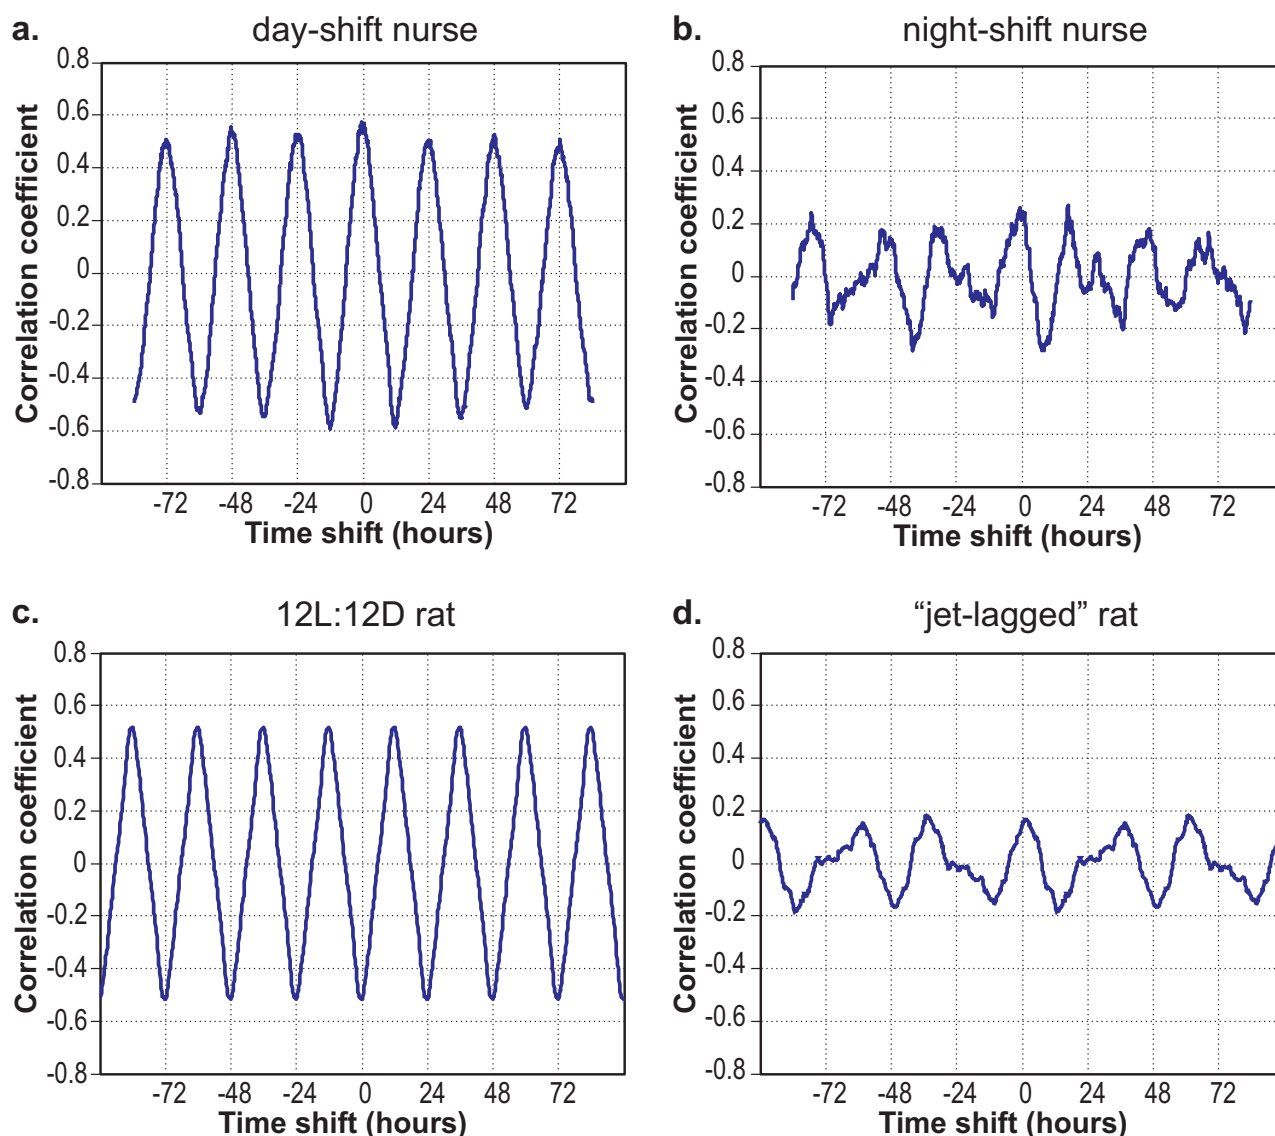 a. day-shift nurse
0.8
0.6
0.4
0.2
0
-0.2
-0.4
-0.6
-0.8
Correlation coefficient
-72 -48 -24 0 24 48 72
Time shift (hours)
b. night-shift nurse
0.8
0.6
0.4
0.2
0
-0.2
-0.4
-0.6
-0.8
Correlation coefficient
-72 -48 -24 0 24 48 72
Time shift (hours)
c. 12L:12D rat
0.8
0.6
0.4
0.2
0
-0.2
-0.4
-0.6
-0.8
Correlation coefficient
-72 -48 -24 0 24 48 72
Time shift (hours)
d. “jet-lagged” rat
0.8
0.6
0.4
0.2
0
-0.2
-0.4
-0.6
-0.8
Correlation coefficient
-72 -48 -24 0 24 48 72
Time shift (hours)